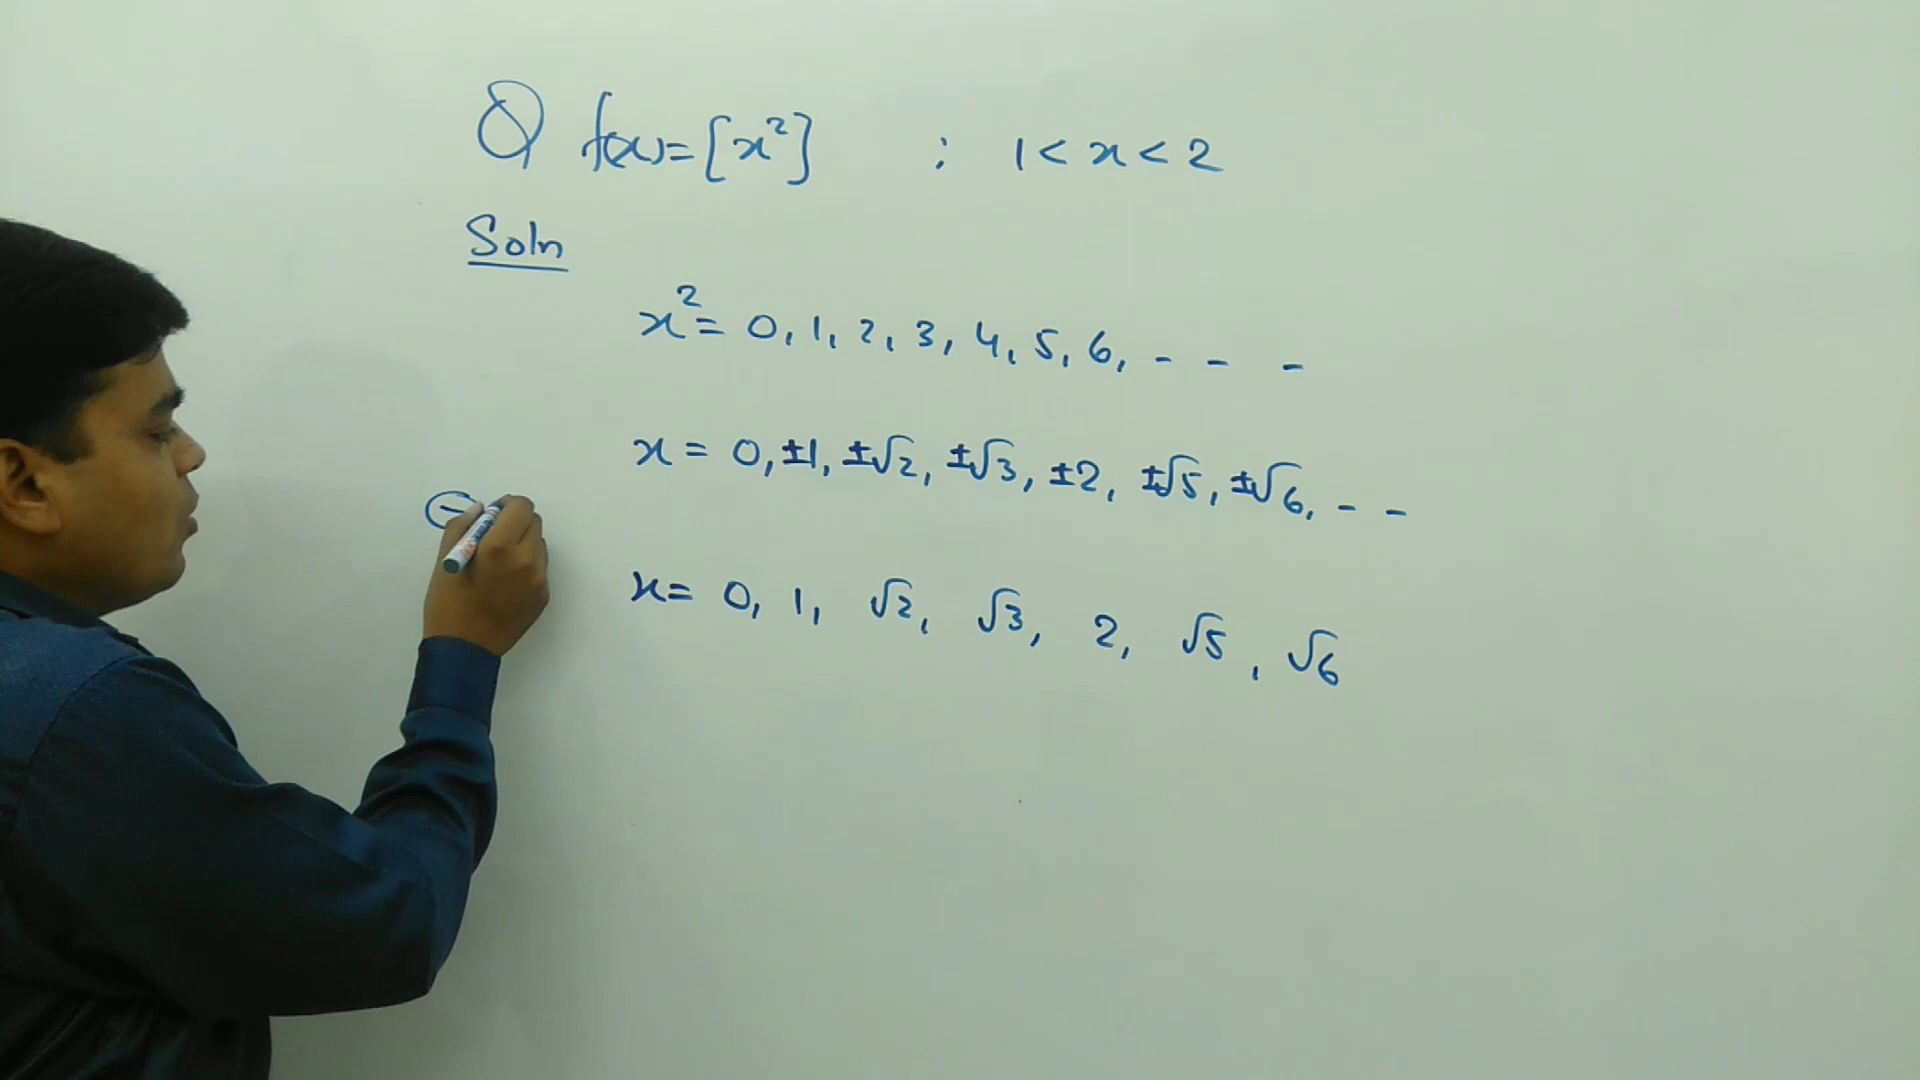 Q f(x)=[x²] ; 1<x<2
Soln
x²= 0, 1, 2, 3, 4, 5, 6, - - -
x = 0, ±1, ±√2, ±√3, ±2, ±√5, ±√6, - -
x= 0, 1, √2, √3, 2, √5, √6